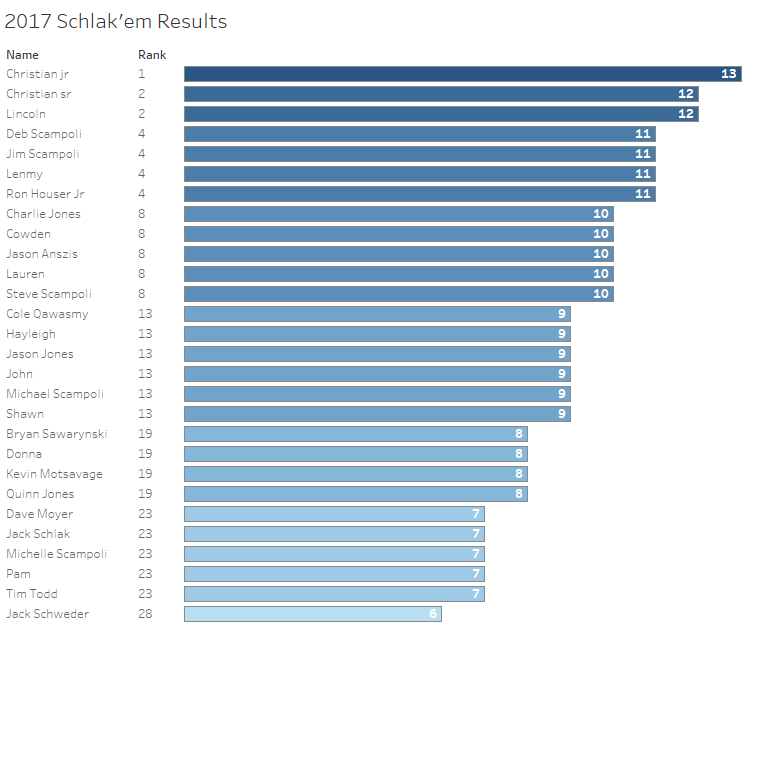 2017 Schlak'em Results
Name Rank
Christian jr 1 13
Christian sr 2 12
Lincoln 2 12
Deb Scampoli 4 11
Jim Scampoli 4 11
Lenmy 4 11
Ron Houser Jr 4 11
Charlie Jones 8 10
Cowden 8 10
Jason Anszis 8 10
Lauren 8 10
Steve Scampoli 8 10
Cole Qawasmy 13 9
Hayleigh 13 9
Jason Jones 13 9
John 13 9
Michael Scampoli 13 9
Shawn 13 9
Bryan Sawarynski 19 8
Donna 19 8
Kevin Motsavage 19 8
Quinn Jones 19 8
Dave Moyer 23 7
Jack Schlak 23 7
Michelle Scampoli 23 7
Pam 23 7
Tim Todd 23 7
Jack Schweder 28 6